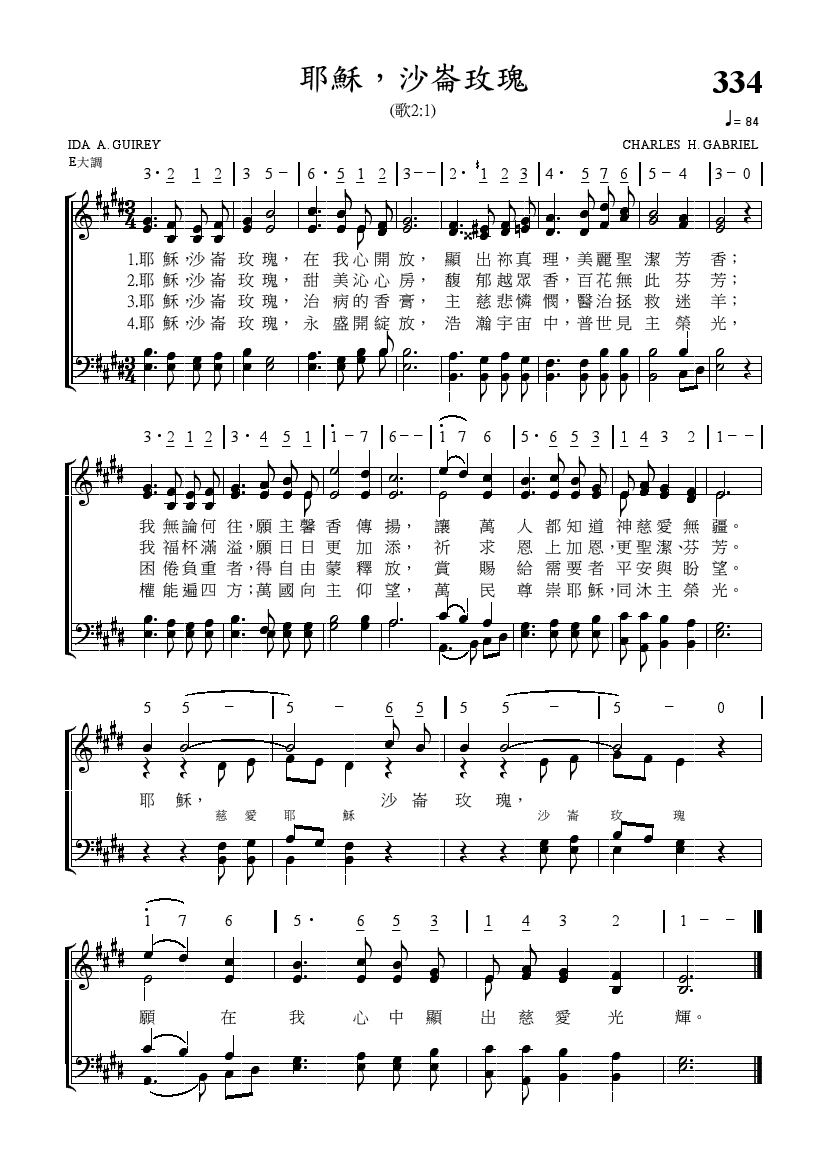 耶穌，沙崙玫瑰
334
(歌2:1)
♩= 84
IDA A. GUIREY
CHARLES H. GABRIEL
E大調
3· 2 1 2 | 3 5 – | 6· 5 1 2 | 3 – – | 2· 1 2 3 | 4· 5 7 6 | 5 – 4 | 3 – 0
3 4
1.耶穌，沙崙玫瑰，在我心開放，顯出祢真理，美麗聖潔芳香；
2.耶穌，沙崙玫瑰，甜美沁心房，馥郁越眾香，百花無此芬芳；
3.耶穌，沙崙玫瑰，治病的香膏，主慈悲憐憫，醫治拯救迷羊；
4.耶穌，沙崙玫瑰，永盛開綻放，浩瀚宇宙中，普世見主榮光，
3 4
3· 2 1 2 | 3· 4 5 1 | 1 – 7 | 6 – – | 1 7 6 | 5· 6 5 3 | 1 4 3 2 | 1 – –
我無論何往，願主馨香傳揚，讓萬人都知道神慈愛無疆。
我福杯滿溢，願日日更加添，祈求恩上加恩，更聖潔、芬芳。
困倦負重者，得自由蒙釋放，賞賜給需要者平安與盼望。
權能遍四方；萬國向主仰望，萬民尊崇耶穌，同沐主榮光。
5 5 – | 5 – 6 5 | 5 5 – | 5 – 0
耶穌，沙崙玫瑰，
慈愛耶穌 沙崙玫瑰
1 7 6 | 5· 6 5 3 | 1 4 3 2 | 1 – –
願在我心中顯出慈愛光輝。